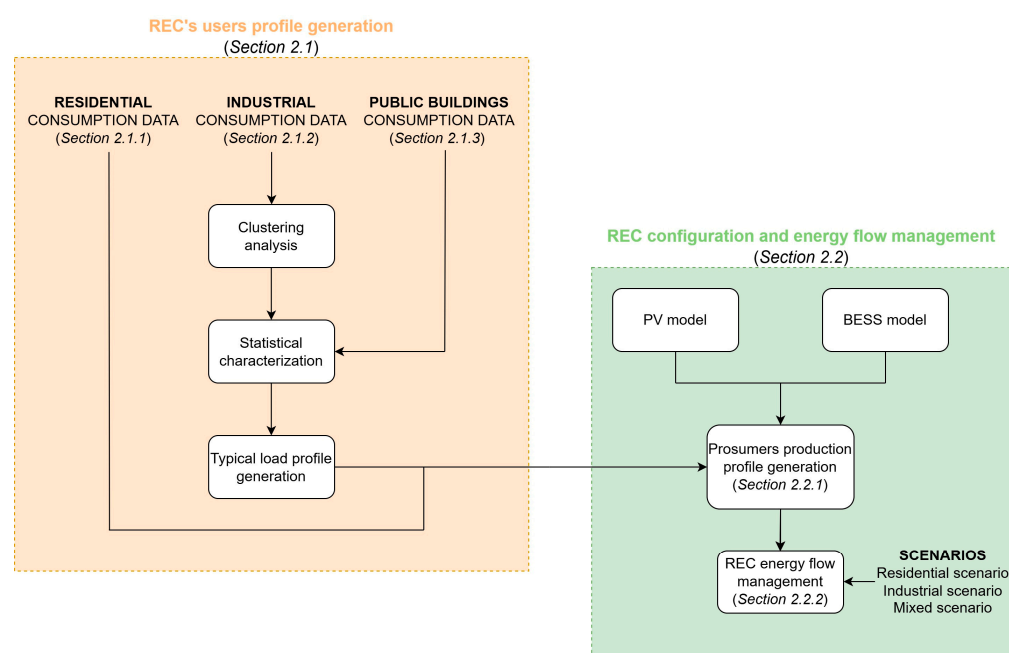 REC's users profile generation
(Section 2.1)
RESIDENTIAL
CONSUMPTION DATA
(Section 2.1.1)
INDUSTRIAL
CONSUMPTION DATA
(Section 2.1.2)
PUBLIC BUILDINGS
CONSUMPTION DATA
(Section 2.1.3)
Clustering
analysis
Statistical
characterization
Typical load profile
generation
REC configuration and energy flow management
(Section 2.2)
PV model
BESS model
Prosumers production
profile generation
(Section 2.2.1)
REC energy flow
management
(Section 2.2.2)
SCENARIOS
Residential scenario
Industrial scenario
Mixed scenario